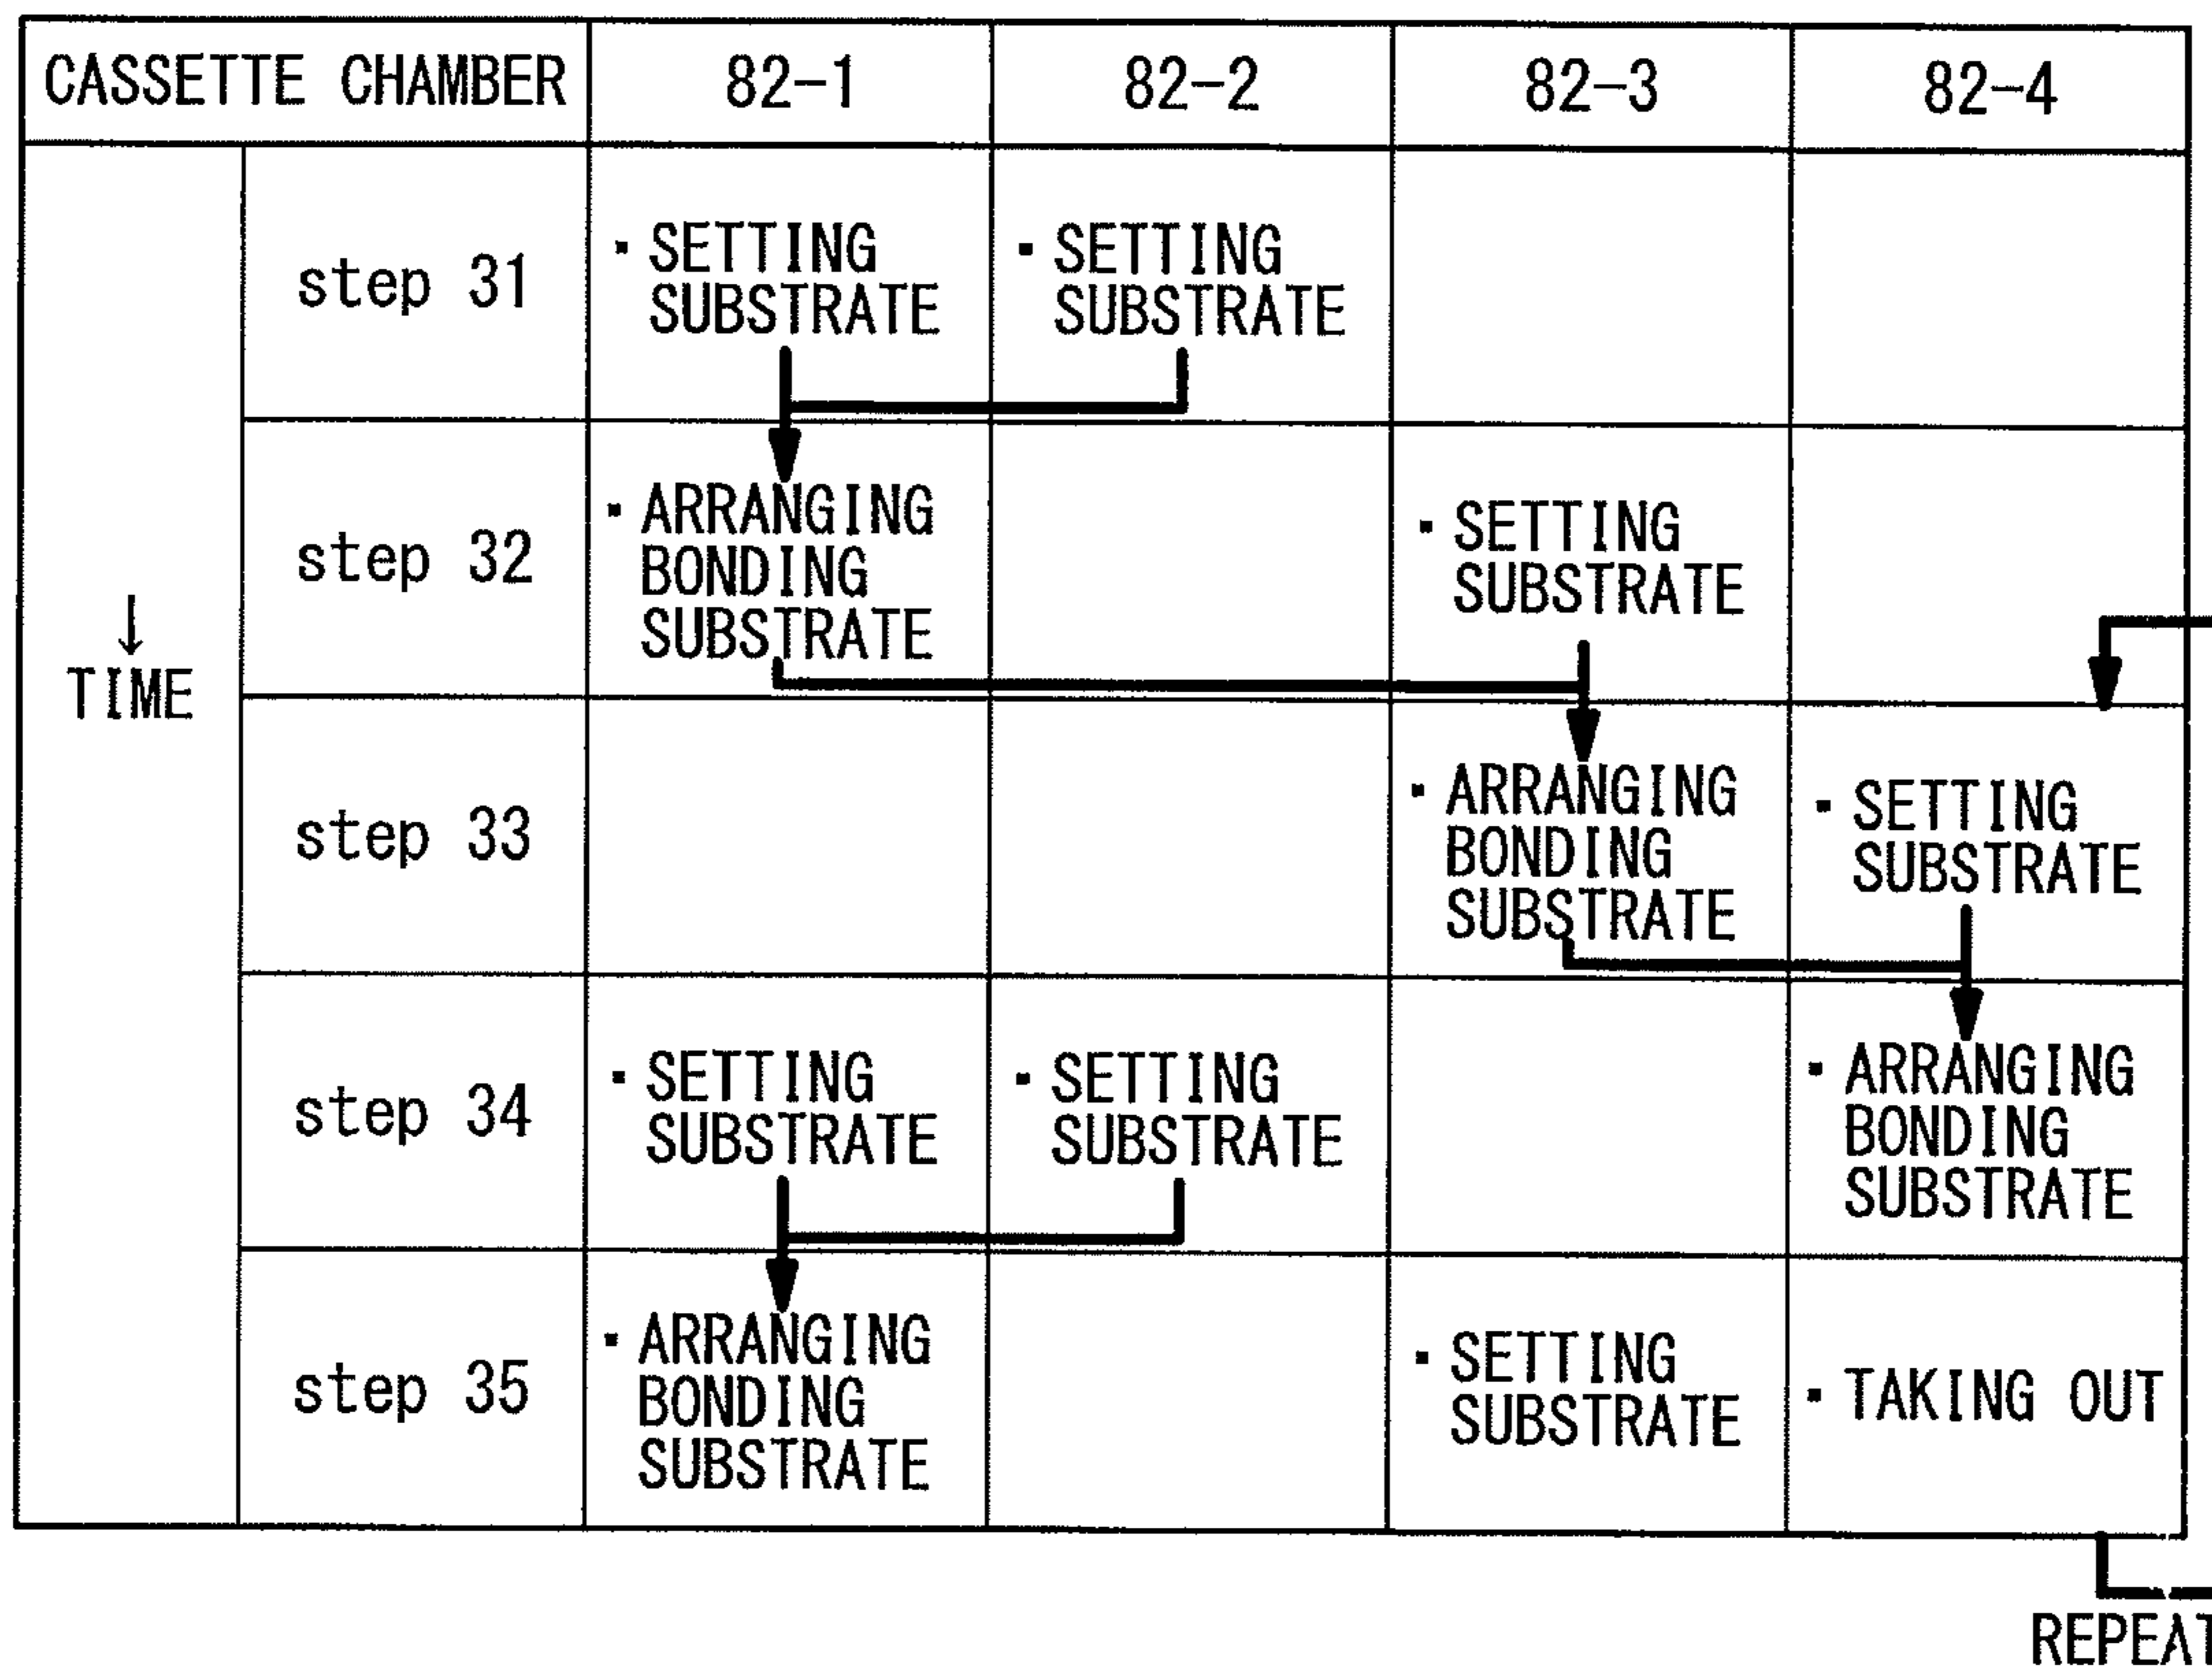 CASSETTE CHAMBER 82-1 82-2 82-3 82-4
↓
TIME
step 31
・SETTING
SUBSTRATE
・SETTING
SUBSTRATE
step 32
・ARRANGING
BONDING
SUBSTRATE
・SETTING
SUBSTRATE
step 33
・ARRANGING
BONDING
SUBSTRATE
・SETTING
SUBSTRATE
step 34
・SETTING
SUBSTRATE
・SETTING
SUBSTRATE
・ARRANGING
BONDING
SUBSTRATE
step 35
・ARRANGING
BONDING
SUBSTRATE
・SETTING
SUBSTRATE
・TAKING OUT
REPEAT